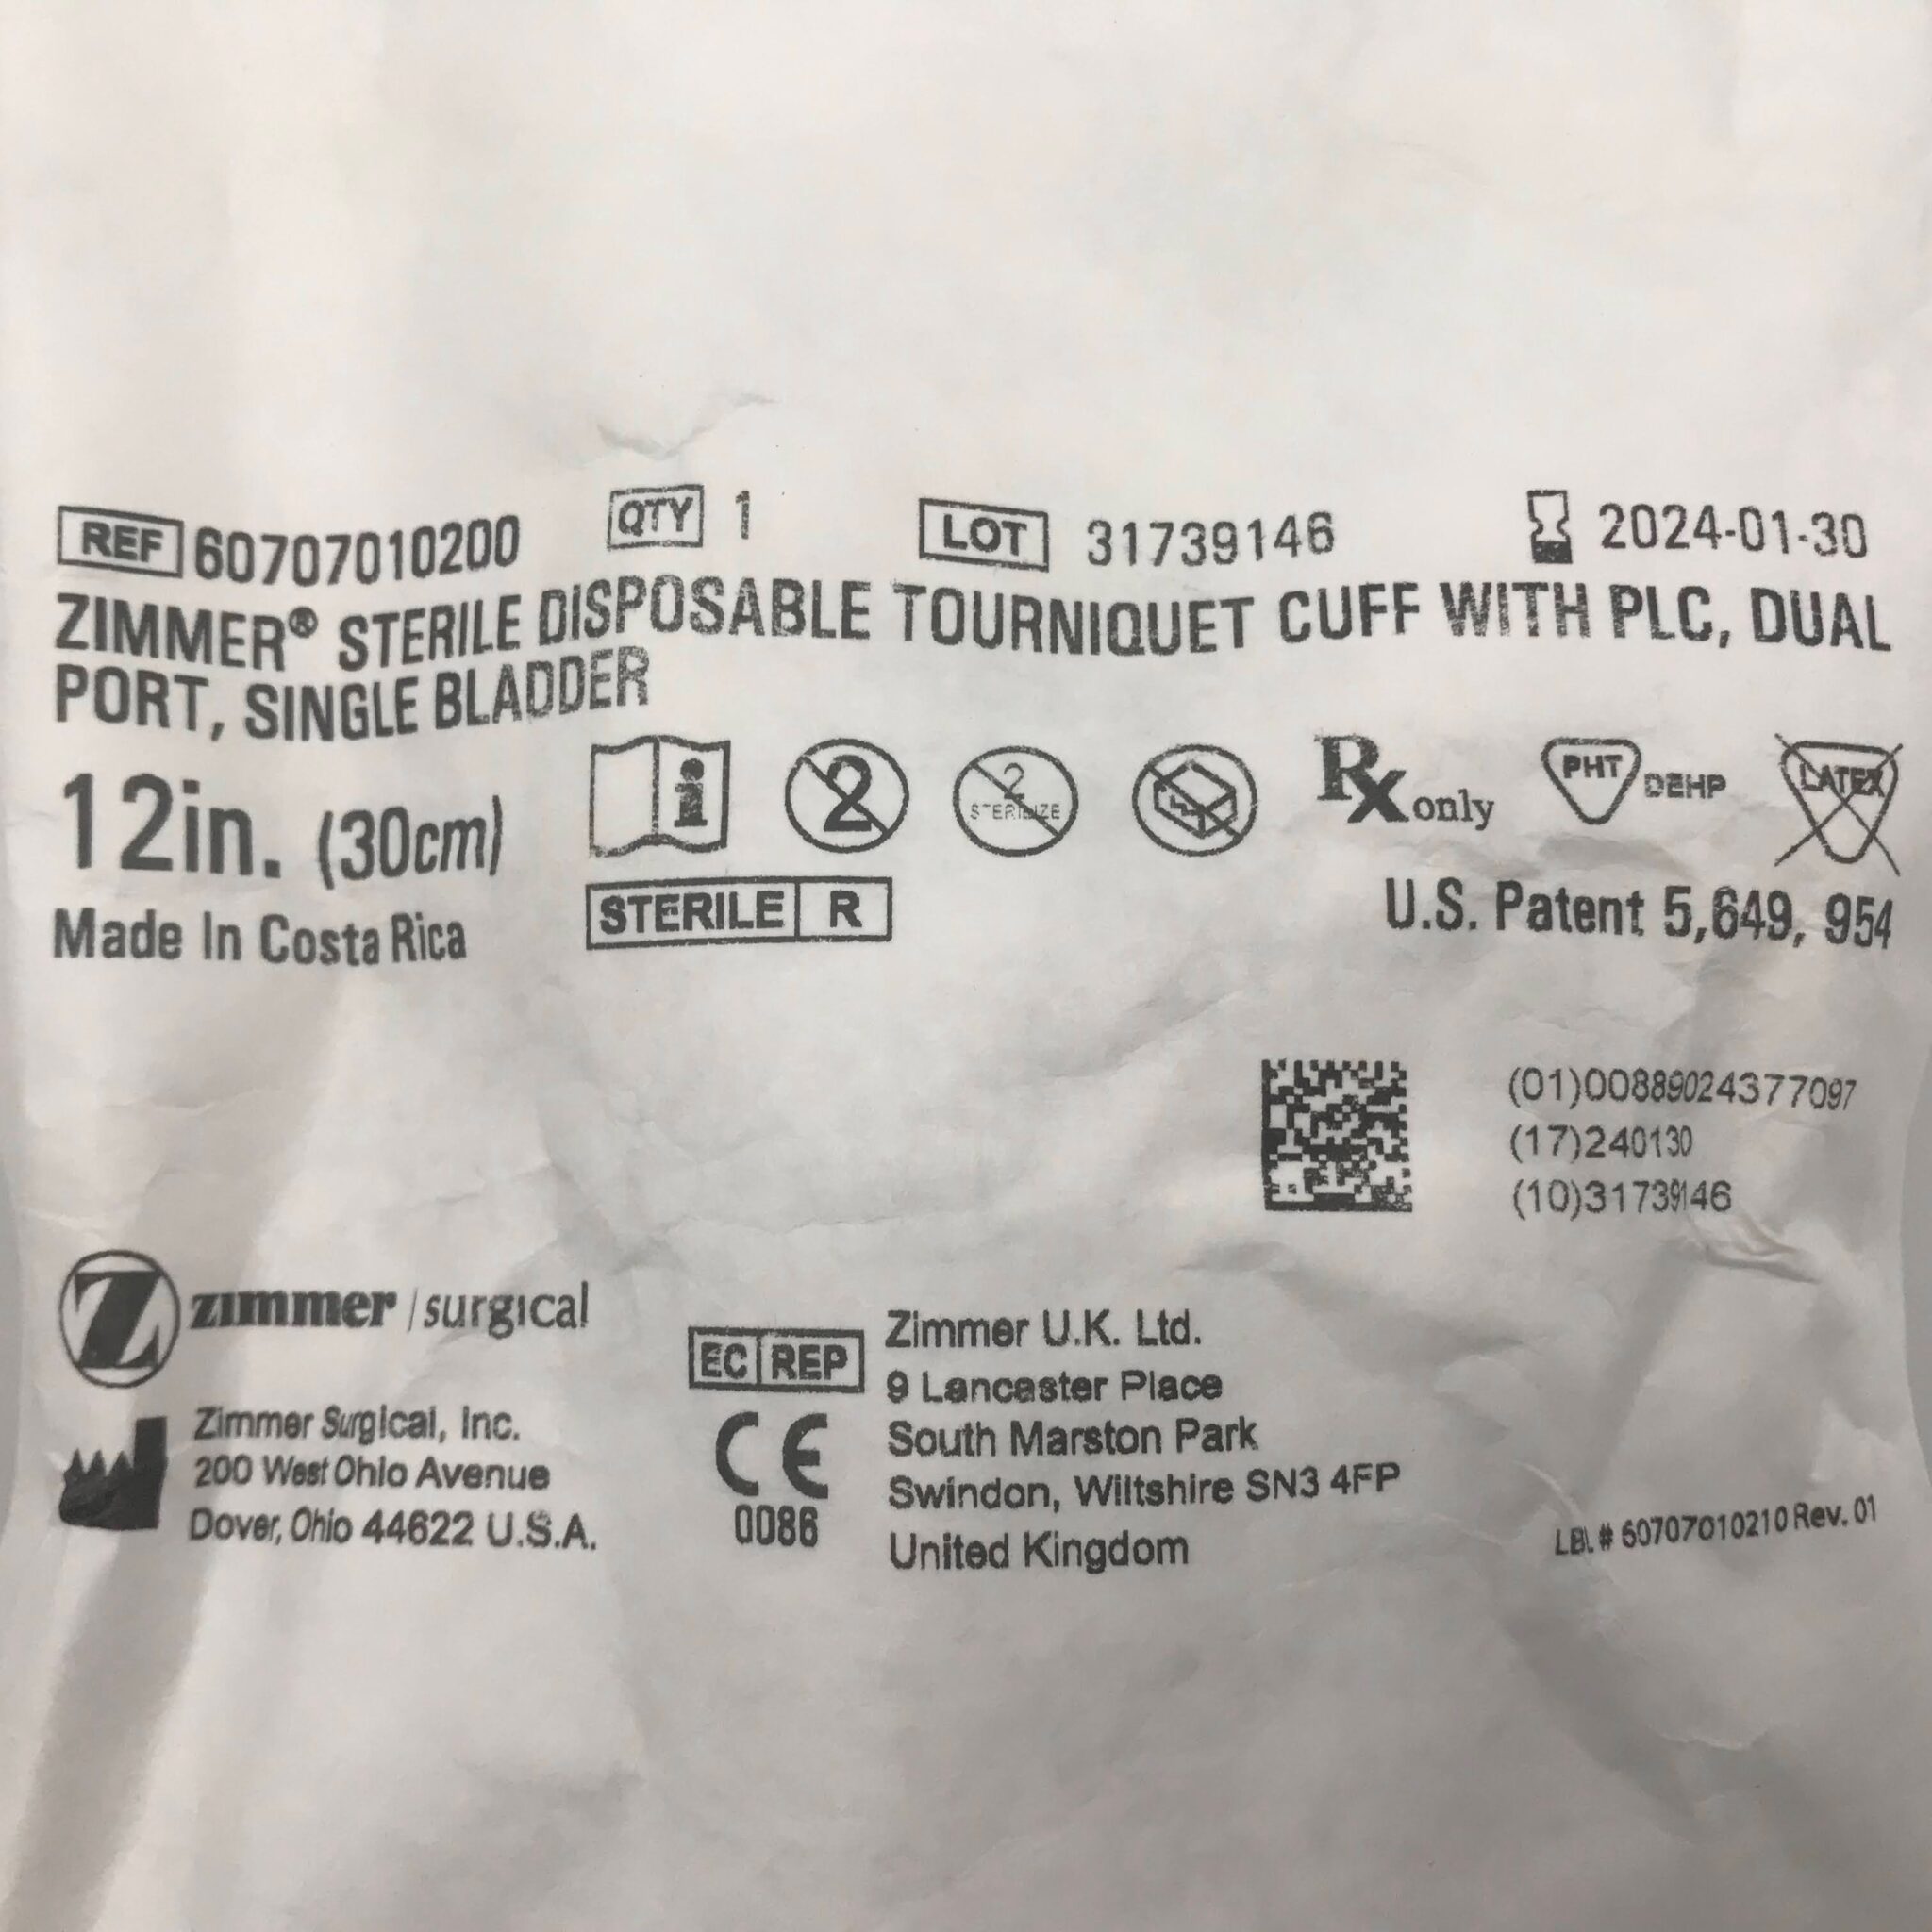 REF 60707010200 QTY 1 LOT 31739146 2024-01-30
ZIMMER® STERILE DISPOSABLE TOURNIQUET CUFF WITH PLC, DUAL
PORT, SINGLE BLADDER
12in. (30cm)
2
2
STERILIZE
Rx only
PHT DEHP
LATEX
STERILE R
Made In Costa Rica
U.S. Patent 5,649, 954
(01)00889024377097
(17)240130
(10)31739146
Z zimmer / surgical
Zimmer Surgical, Inc.
200 West Ohio Avenue
Dover, Ohio 44622 U.S.A.
EC REP
CE
0086
Zimmer U.K. Ltd.
9 Lancaster Place
South Marston Park
Swindon, Wiltshire SN3 4FP
United Kingdom
LBL # 60707010210 Rev. 01